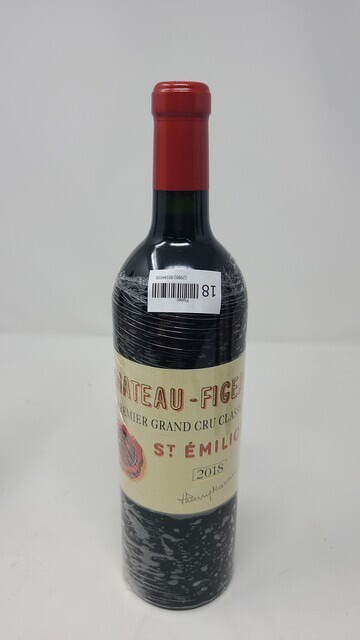 18
HATEAU-FIGE
REMIER GRAND CRU CLASS
ST ÉMILIO
2018